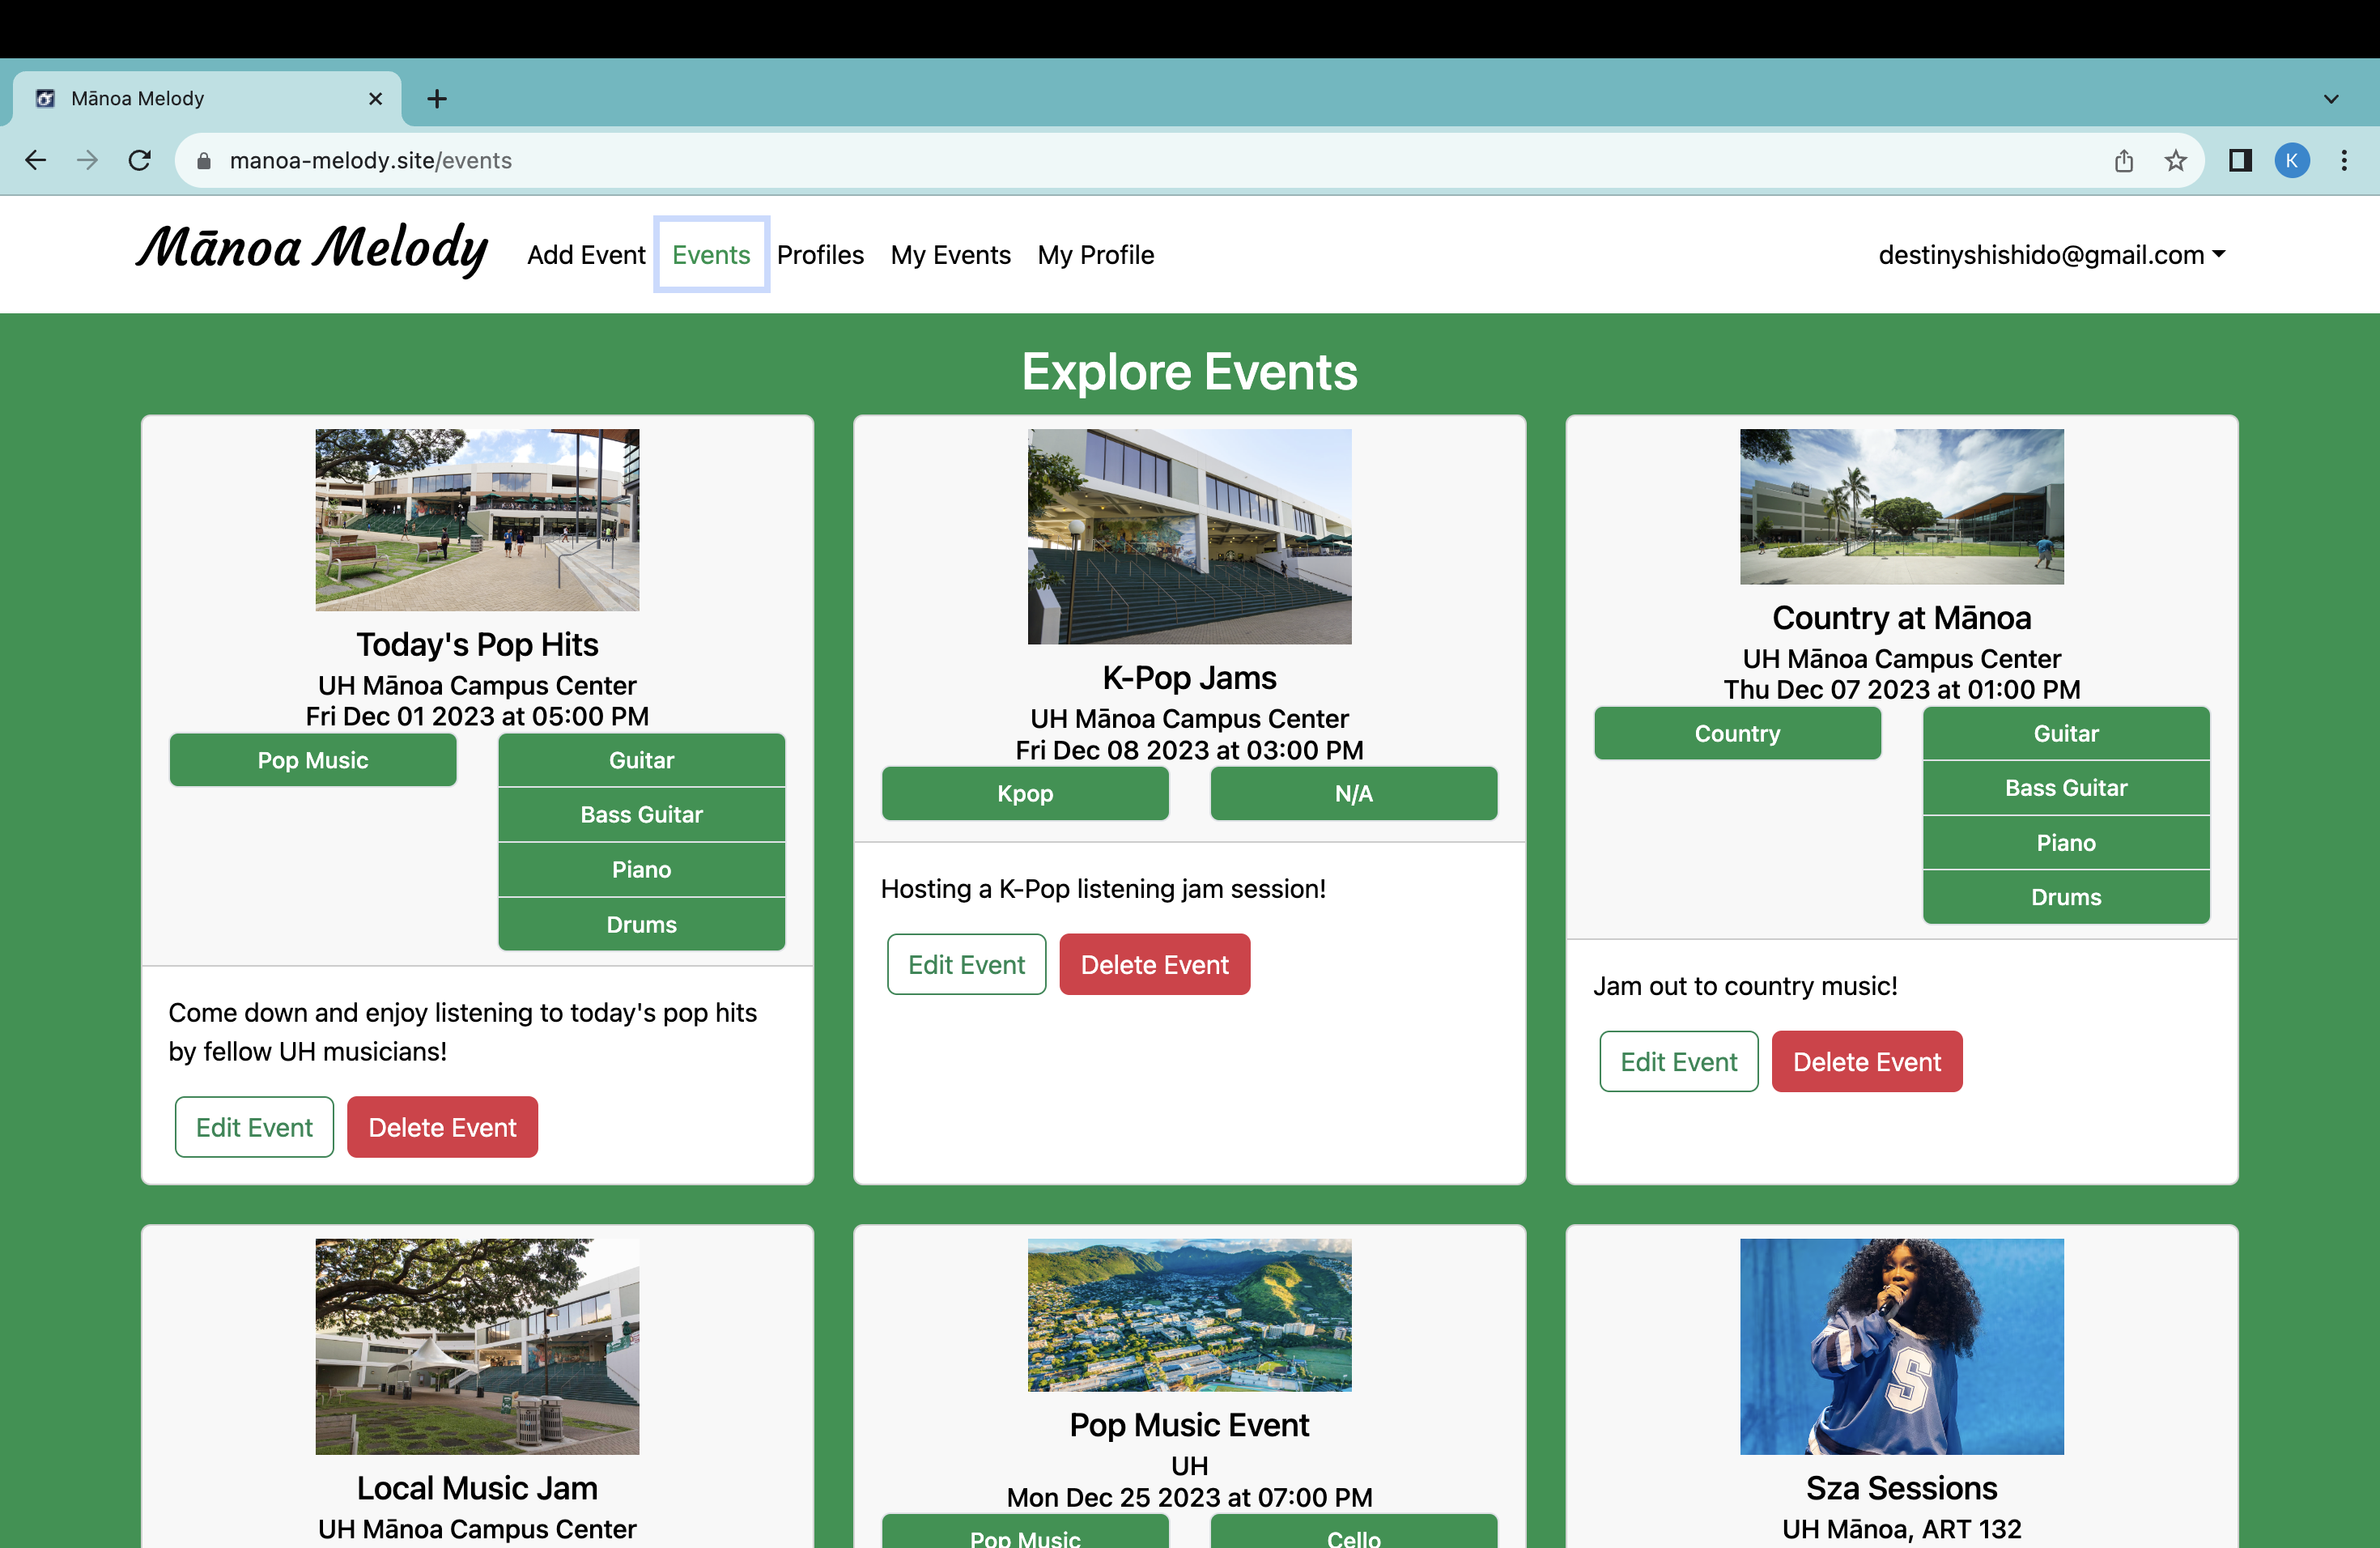 Mānoa Melody
manoa-melody.site/events
K
Mānoa Melody
Add Event
Events
Profiles
My Events
My Profile
destinyshishido@gmail.com
Explore Events
Today's Pop Hits
UH Mānoa Campus Center
Fri Dec 01 2023 at 05:00 PM
Pop Music
Guitar
Bass Guitar
Piano
Drums
Come down and enjoy listening to today's pop hits
by fellow UH musicians!
Edit Event
Delete Event
K-Pop Jams
UH Mānoa Campus Center
Fri Dec 08 2023 at 03:00 PM
Kpop
N/A
Hosting a K-Pop listening jam session!
Edit Event
Delete Event
Country at Mānoa
UH Mānoa Campus Center
Thu Dec 07 2023 at 01:00 PM
Country
Guitar
Bass Guitar
Piano
Drums
Jam out to country music!
Edit Event
Delete Event
Local Music Jam
UH Mānoa Campus Center
Pop Music Event
UH
Mon Dec 25 2023 at 07:00 PM
Pop Music
Cello
S
Sza Sessions
UH Mānoa, ART 132